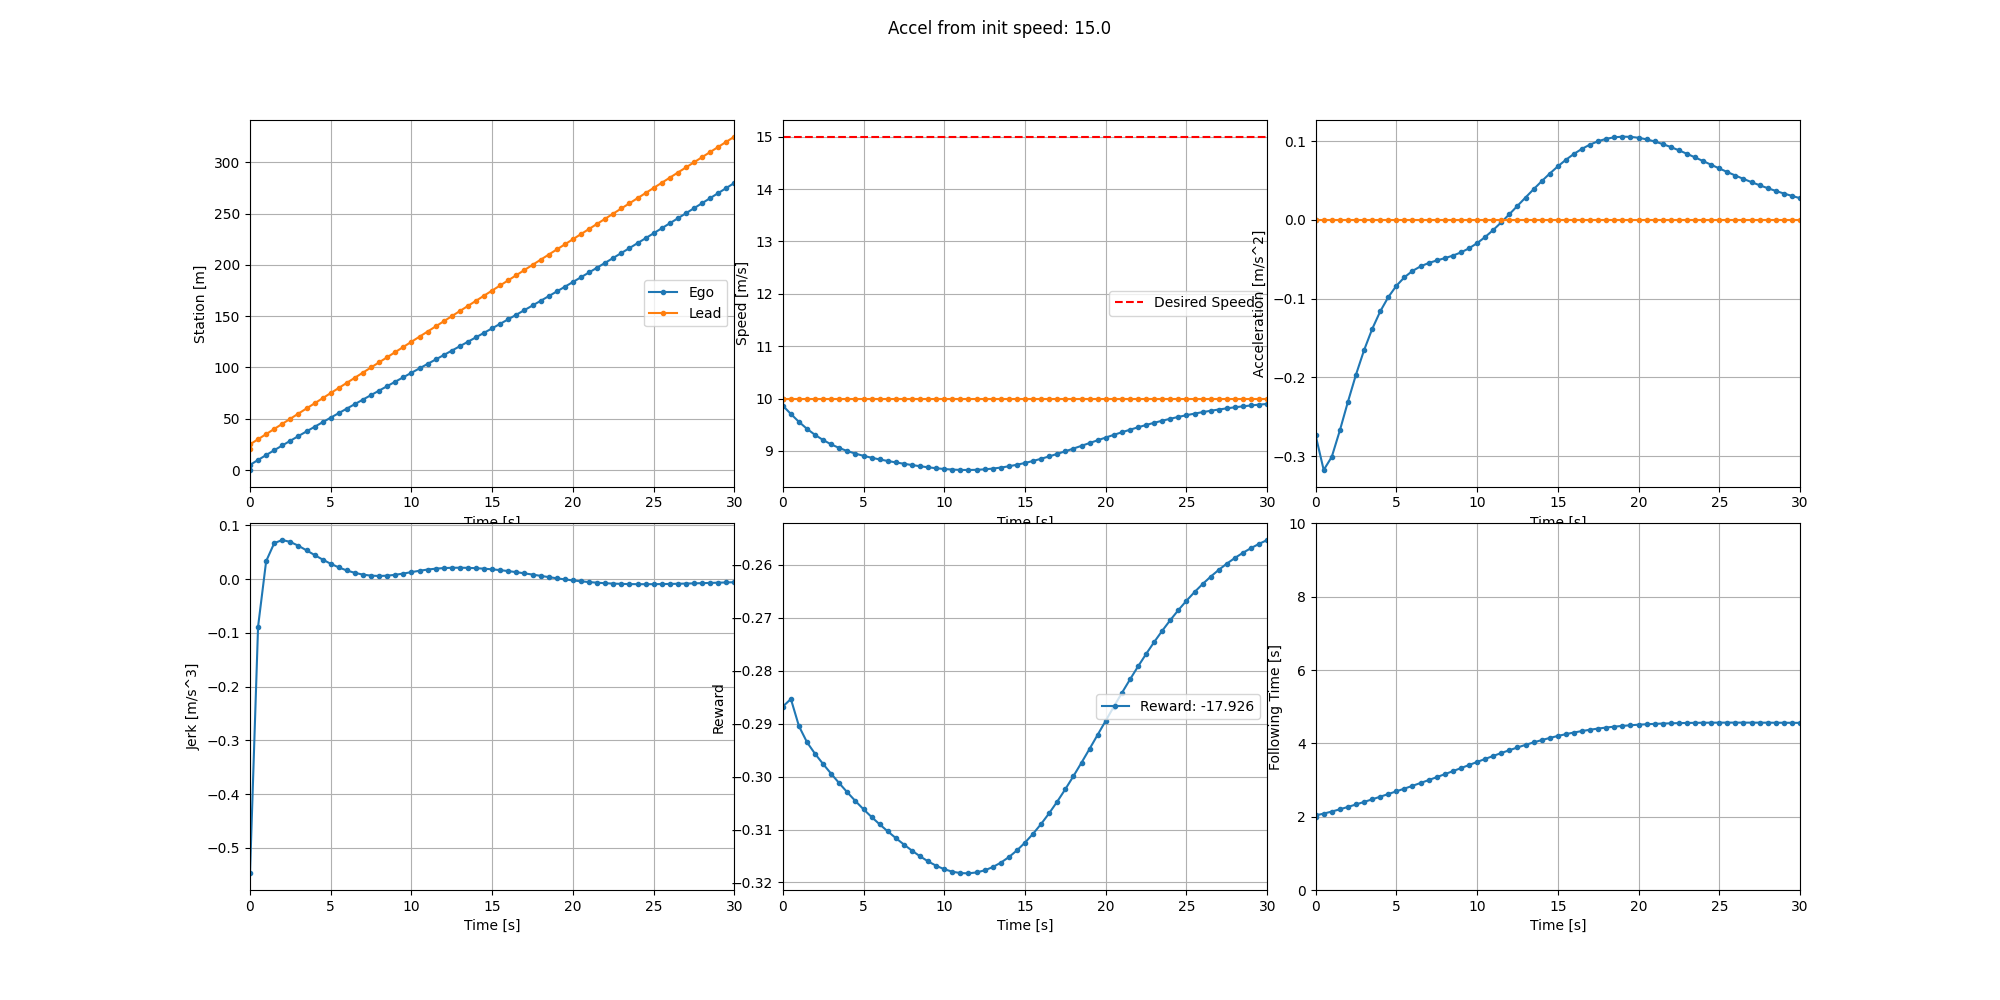 Accel from init speed: 15.0
Station [m]
300
250
200
150
100
50
0
0 5 10 15 20 25 30
Time [s]
Ego
Lead
Speed [m/s]
15
14
13
12
11
10
9
0 5 10 15 20 25 30
Time [s]
Desired Speed
Acceleration [m/s^2]
0.1
0.0
−0.1
−0.2
−0.3
0 5 10 15 20 25 30
Time [s]
Jerk [m/s^3]
0.1
0.0
−0.1
−0.2
−0.3
−0.4
−0.5
0 5 10 15 20 25 30
Time [s]
Reward
−0.26
−0.27
−0.28
−0.29
−0.30
−0.31
−0.32
0 5 10 15 20 25 30
Time [s]
Reward: -17.926
Following Time [s]
10
8
6
4
2
0
0 5 10 15 20 25 30
Time [s]